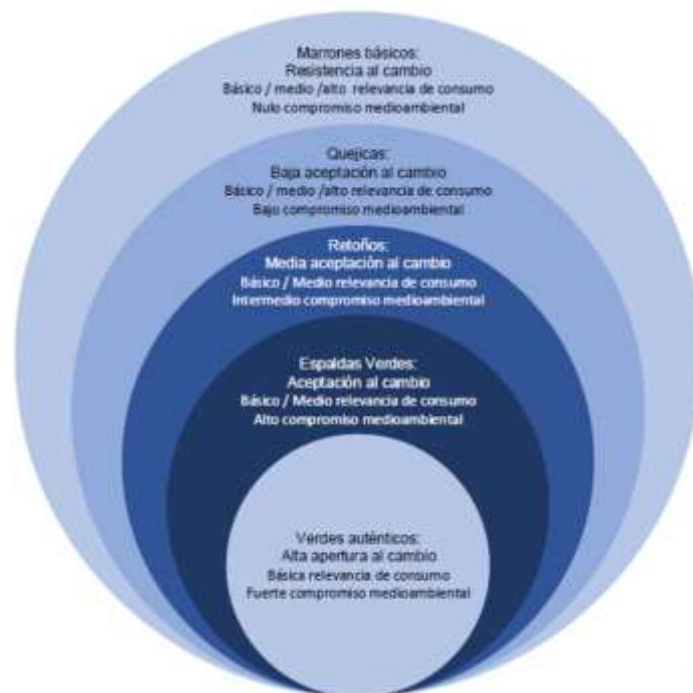 Marrones básicos:
Resistencia al cambio
Básico / medio /alto relevancia de consumo
Nulo compromiso medioambiental
Quejicas:
Baja aceptación al cambio
Básico / medio /alto relevancia de consumo
Bajo compromiso medioambiental
Retoños:
Media aceptación al cambio
Básico / Medio relevancia de consumo
Intermedio compromiso medioambiental
Espaldas Verdes:
Aceptación al cambio
Básico / Medio relevancia de consumo
Alto compromiso medioambiental
Verdes auténticos:
Alta apertura al cambio
Básica relevancia de consumo
Fuerte compromiso medioambiental